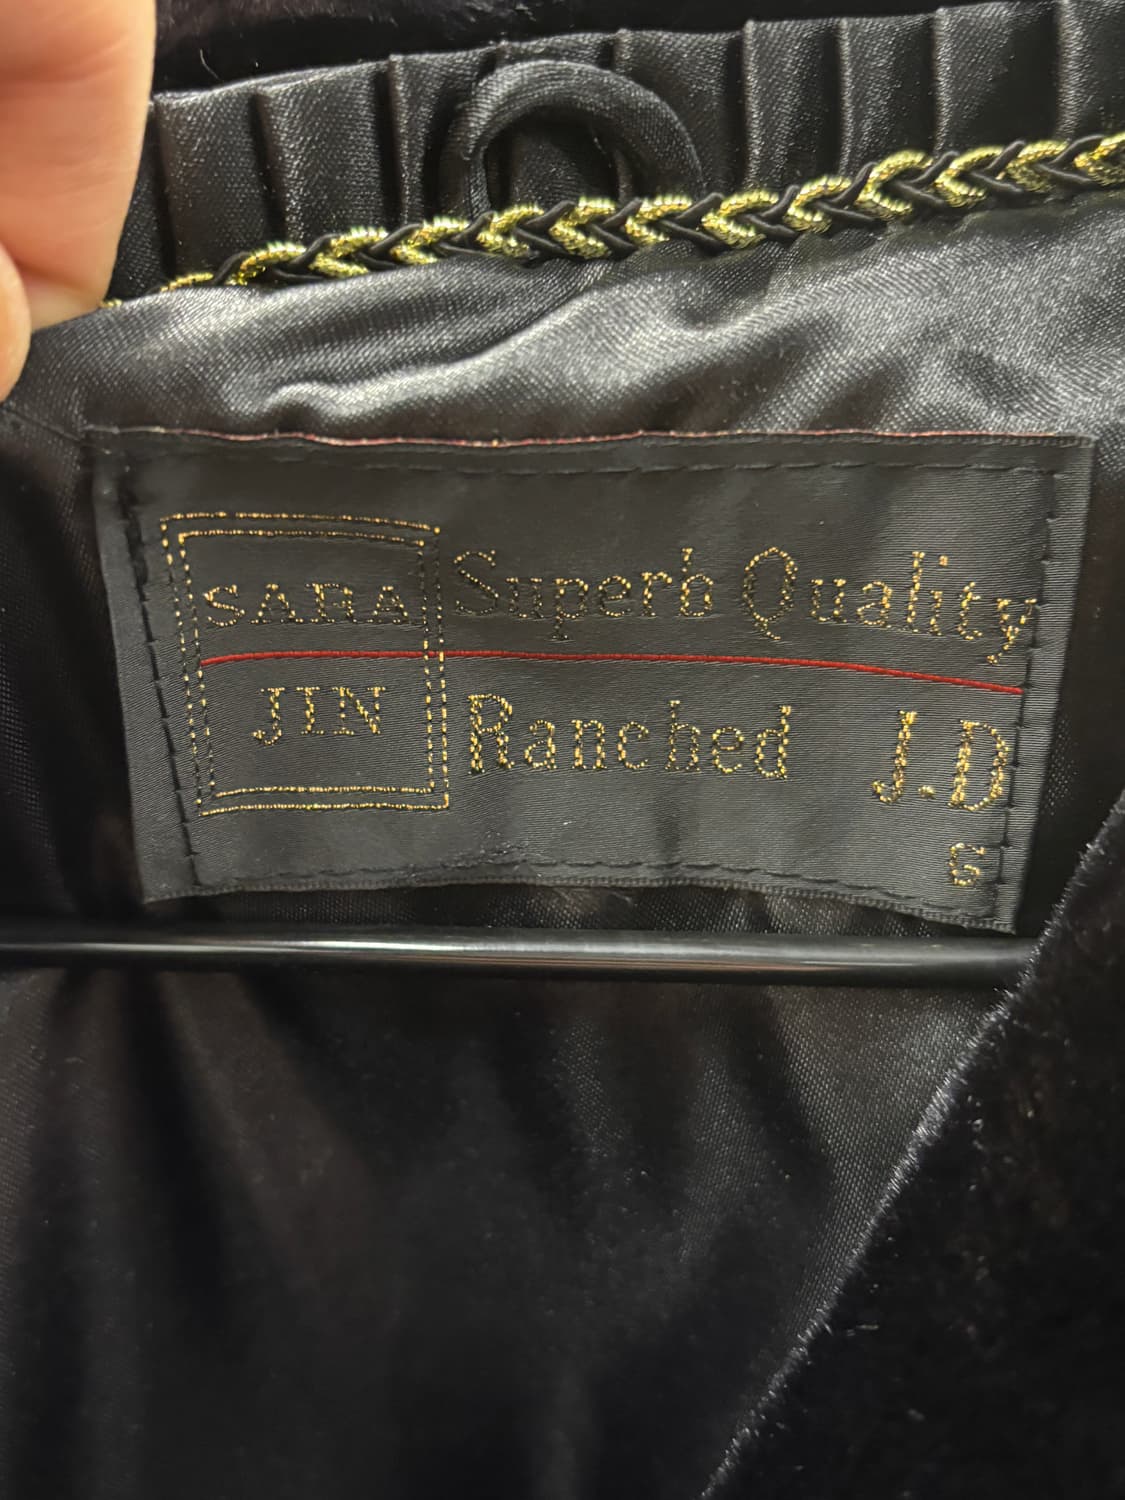 SARA
JIN
Superb Quality
Ranched J.D
G